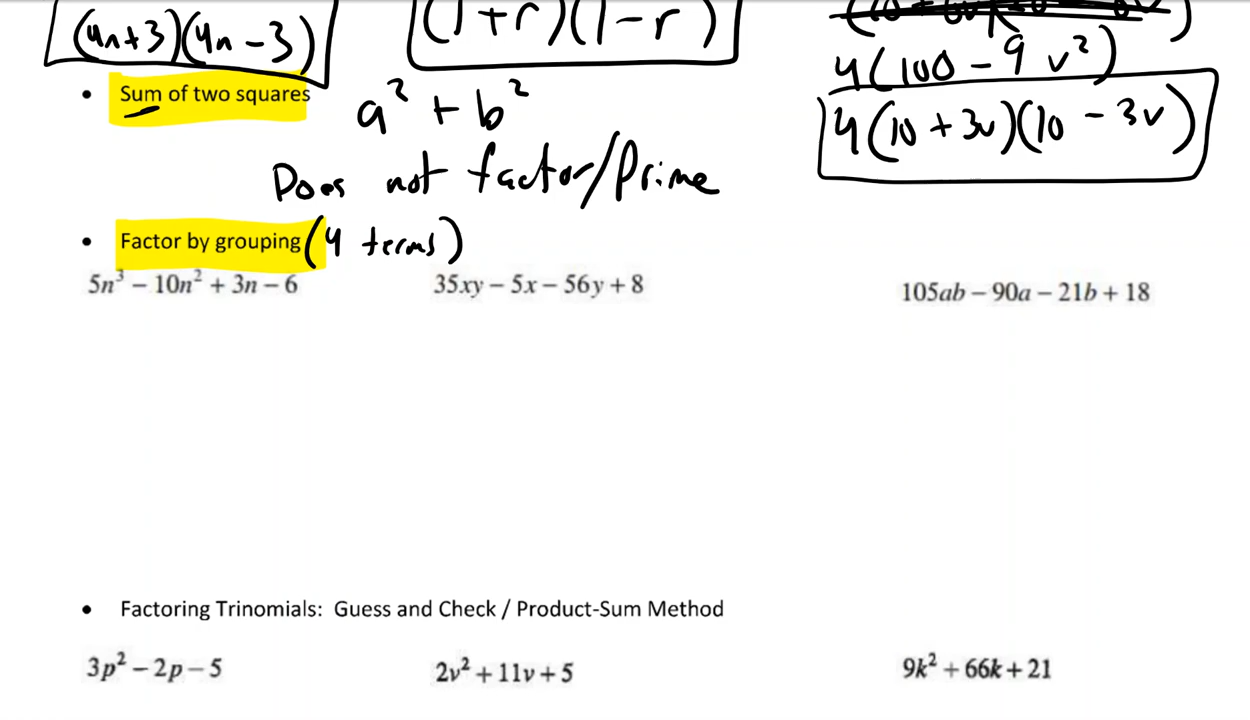 (4n+3)(4n-3)
(1+r)(1-r)
4(100 - 9v²)
4(10 + 3v)(10 - 3v)
• Sum of two squares a² + b²
Does not factor/Prime
• Factor by grouping (4 terms)
5n³ − 10n² + 3n − 6
35xy − 5x − 56y + 8
105ab − 90a − 21b + 18
• Factoring Trinomials: Guess and Check / Product-Sum Method
3p² − 2p − 5
2v² + 11v + 5
9k² + 66k + 21